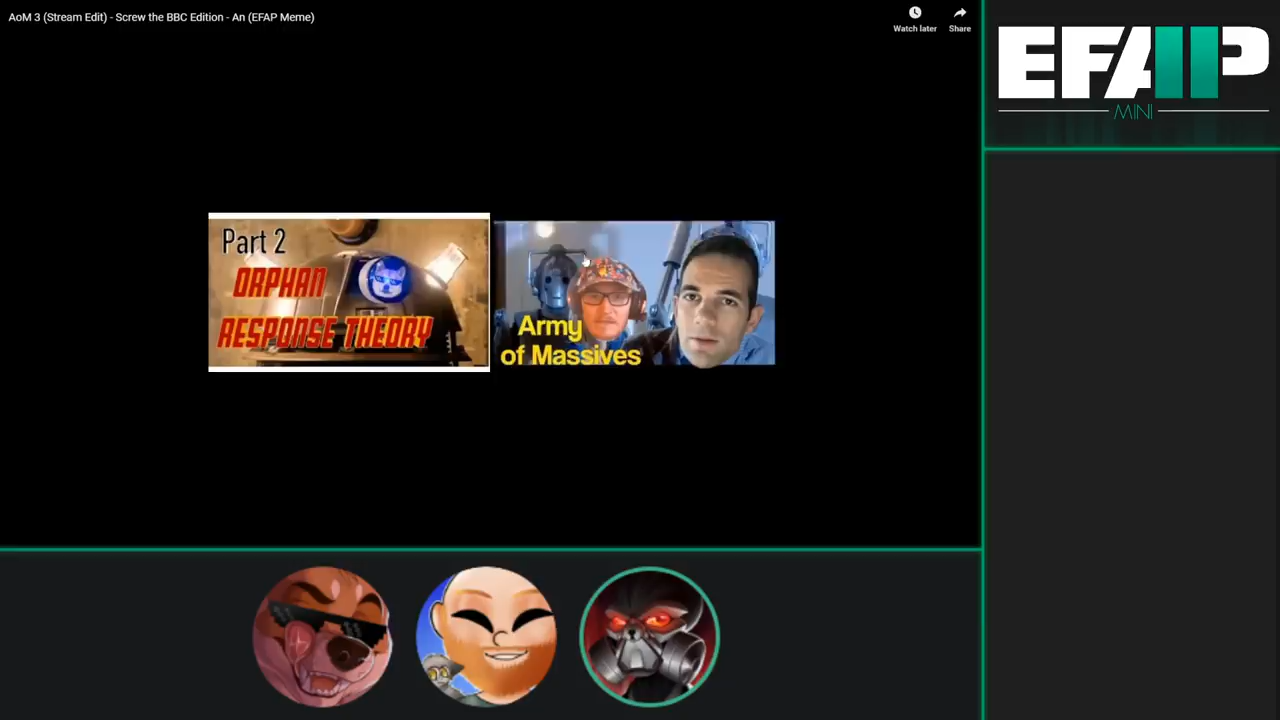 AoM 3 (Stream Edit) - Screw the BBC Edition - An (EFAP Meme)
Watch later
Share
EFAP
MINI
Part 2
ORPHAN
RESPONSE THEORY
Army
of Massives